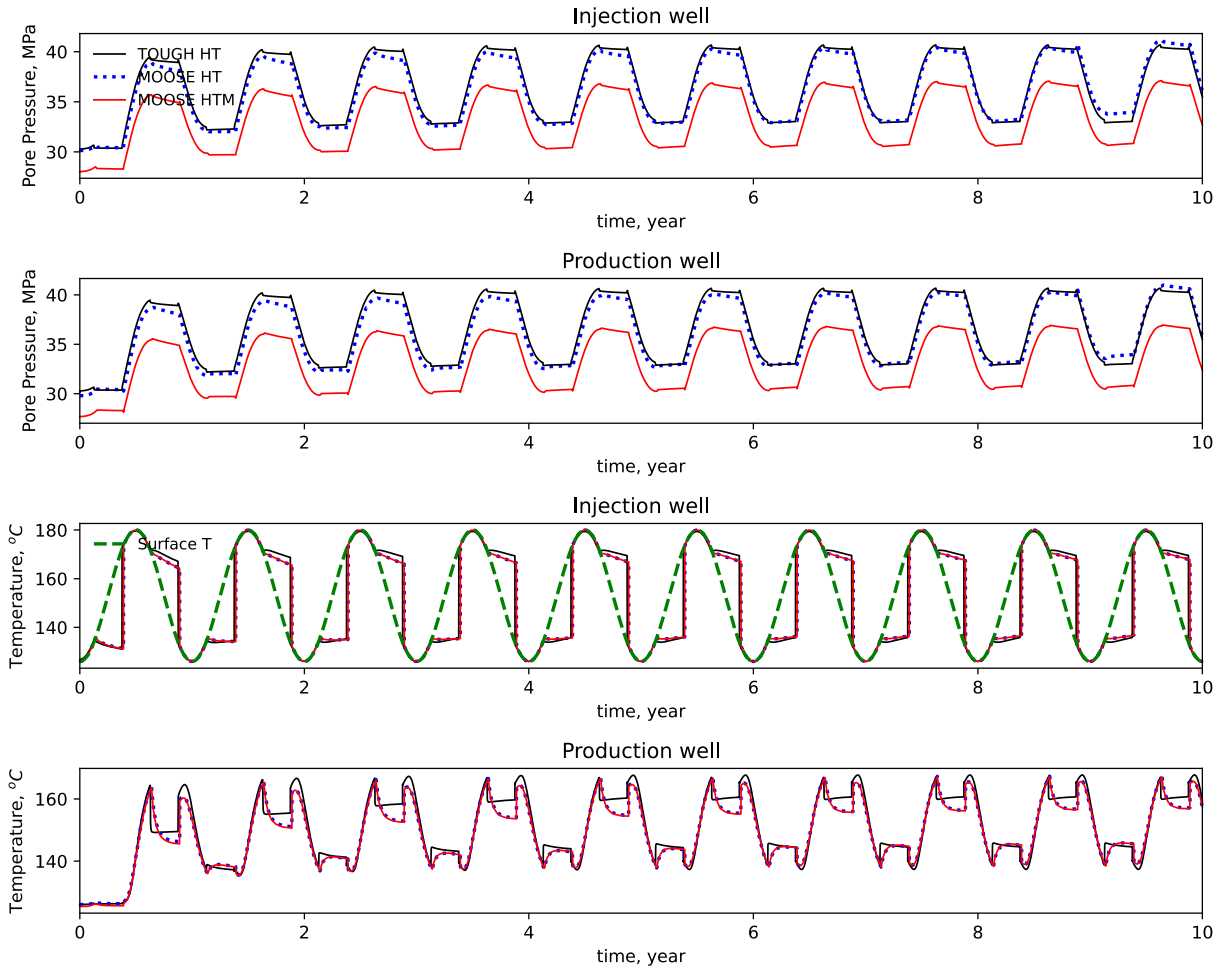 Injection well
Pore Pressure, MPa
40
35
30
TOUGH HT
MOOSE HT
MOOSE HTM
0 2 4 6 8 10
time, year
Production well
Pore Pressure, MPa
40
35
30
0 2 4 6 8 10
time, year
Injection well
Temperature, °C
180
160
140
Surface T
0 2 4 6 8 10
time, year
Production well
Temperature, °C
160
140
0 2 4 6 8 10
time, year